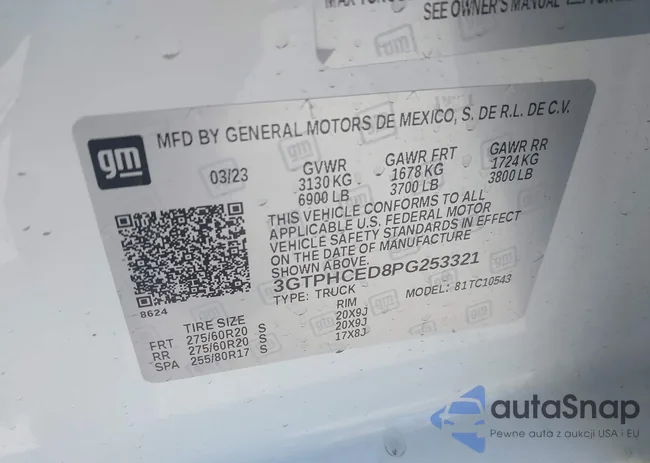 SEE OWNER'S MANUAL
gm
MFD BY GENERAL MOTORS DE MEXICO, S. DE R.L. DE C.V.
03/23 GVWR GAWR FRT GAWR RR
3130 KG 1678 KG 1724 KG
6900 LB 3700 LB 3800 LB
THIS VEHICLE CONFORMS TO ALL
APPLICABLE U.S. FEDERAL MOTOR
VEHICLE SAFETY STANDARDS IN EFFECT
ON THE DATE OF MANUFACTURE
SHOWN ABOVE.
3GTPHCED8PG253321
TYPE: TRUCK MODEL: 81TC10543
8624
TIRE SIZE RIM
FRT 275/60R20 S 20X9J
RR 275/60R20 S 20X9J
SPA 255/80R17 S 17X8J
autoSnap
Pewne auta z aukcji USA i EU